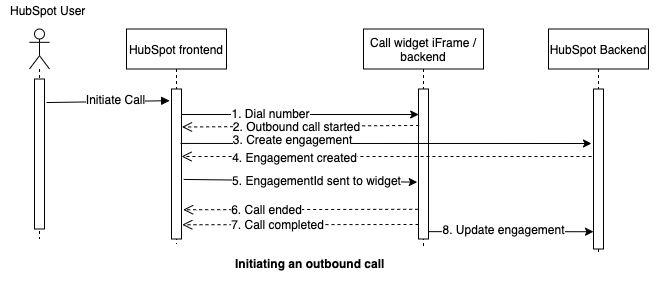 HubSpot User
HubSpot frontend
Call widget iFrame /
backend
HubSpot Backend
Initiate Call
1. Dial number
2. Outbound call started
3. Create engagement
4. Engagement created
5. EngagementId sent to widget
6. Call ended
7. Call completed
8. Update engagement
Initiating an outbound call